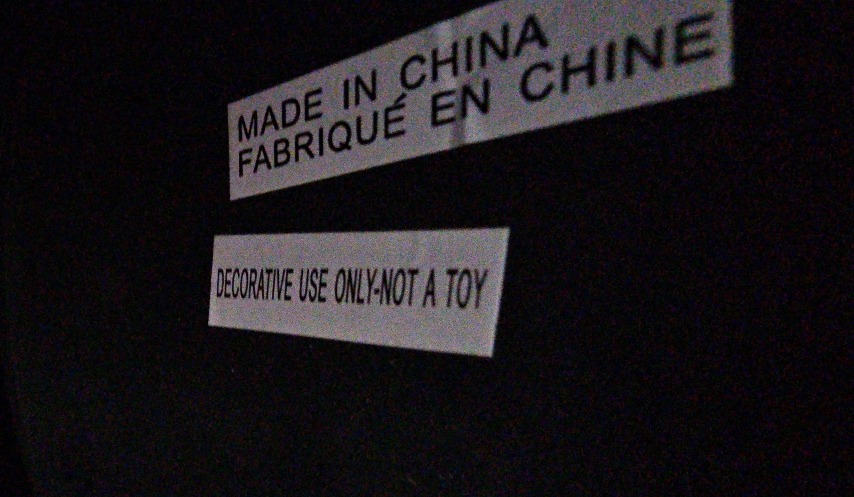 MADE IN CHINA
FABRIQUÉ EN CHINE
DECORATIVE USE ONLY-NOT A TOY